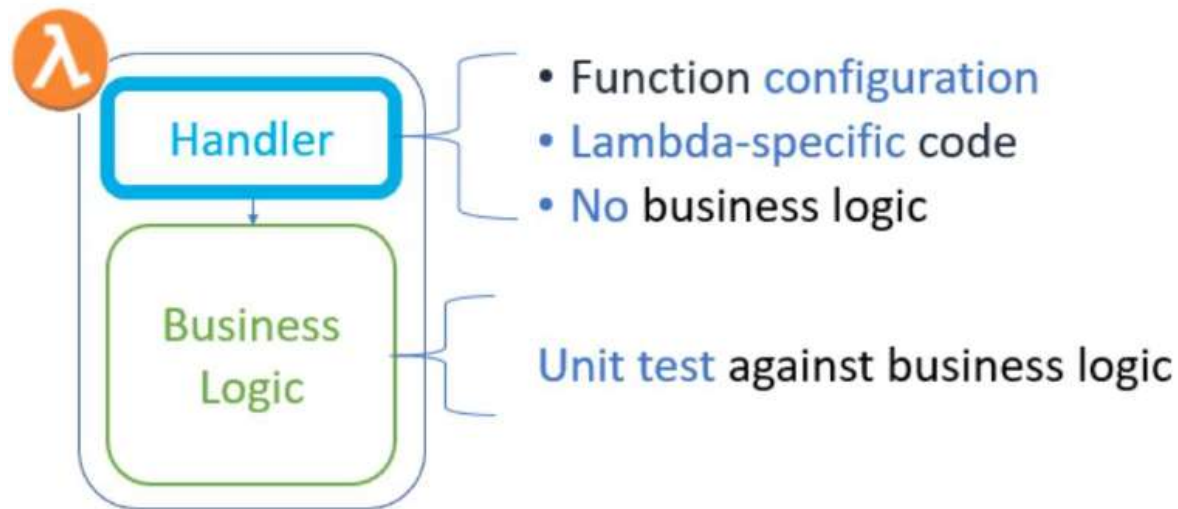 λ
Handler
• Function configuration
• Lambda-specific code
• No business logic
Business
Logic
Unit test against business logic